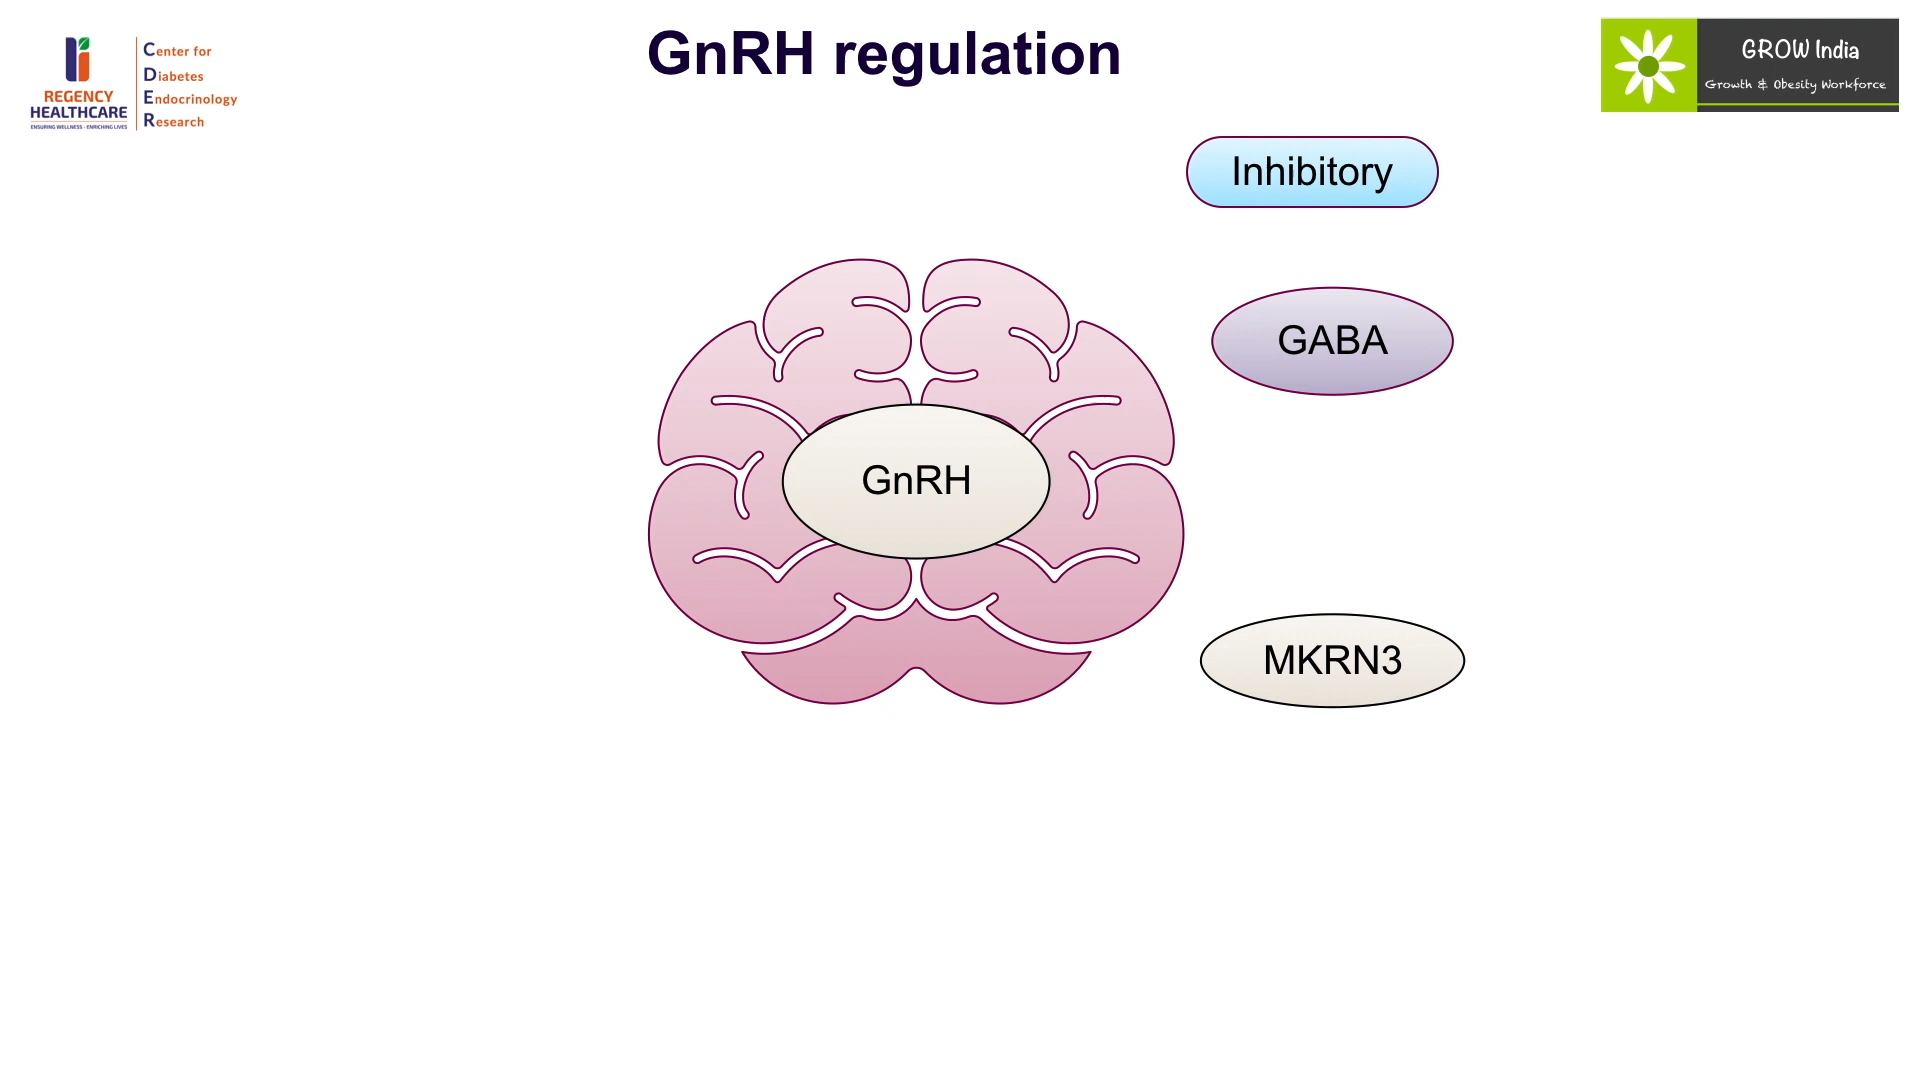 GnRH regulation
REGENCY
HEALTHCARE
ENSURING WELLNESS - ENRICHING LIVES
Center for
Diabetes
Endocrinology
Research
GROW India
Growth & Obesity Workforce
Inhibitory
GABA
GnRH
MKRN3